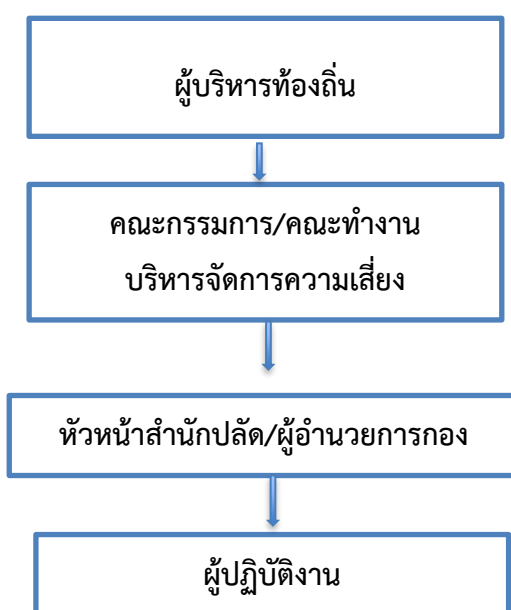 ผู้บริหารท้องถิ่น
คณะกรรมการ/คณะทำงาน
บริหารจัดการความเสี่ยง
หัวหน้าสำนักปลัด/ผู้อำนวยการกอง
ผู้ปฏิบัติงาน